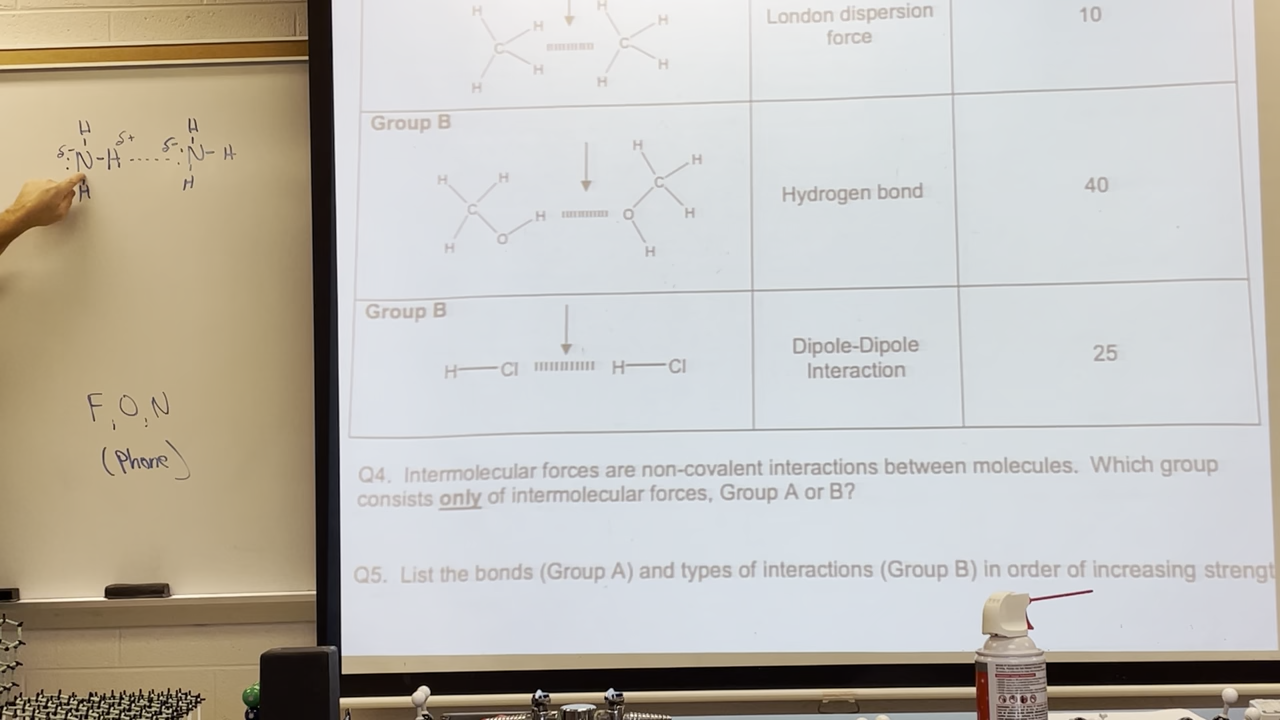 H H
δ- :N-H δ+ ...... δ- :N-H
H H
F, O, N
(Phone)
H H
H H
C C
H H
H H
London dispersion
force
10
Group B
H H
H H
C C
H O H
H O
H
Hydrogen bond
40
Group B
H Cl H Cl
Dipole-Dipole
Interaction
25
Q4. Intermolecular forces are non-covalent interactions between molecules. Which group
consists only of intermolecular forces, Group A or B?
Q5. List the bonds (Group A) and types of interactions (Group B) in order of increasing strengt